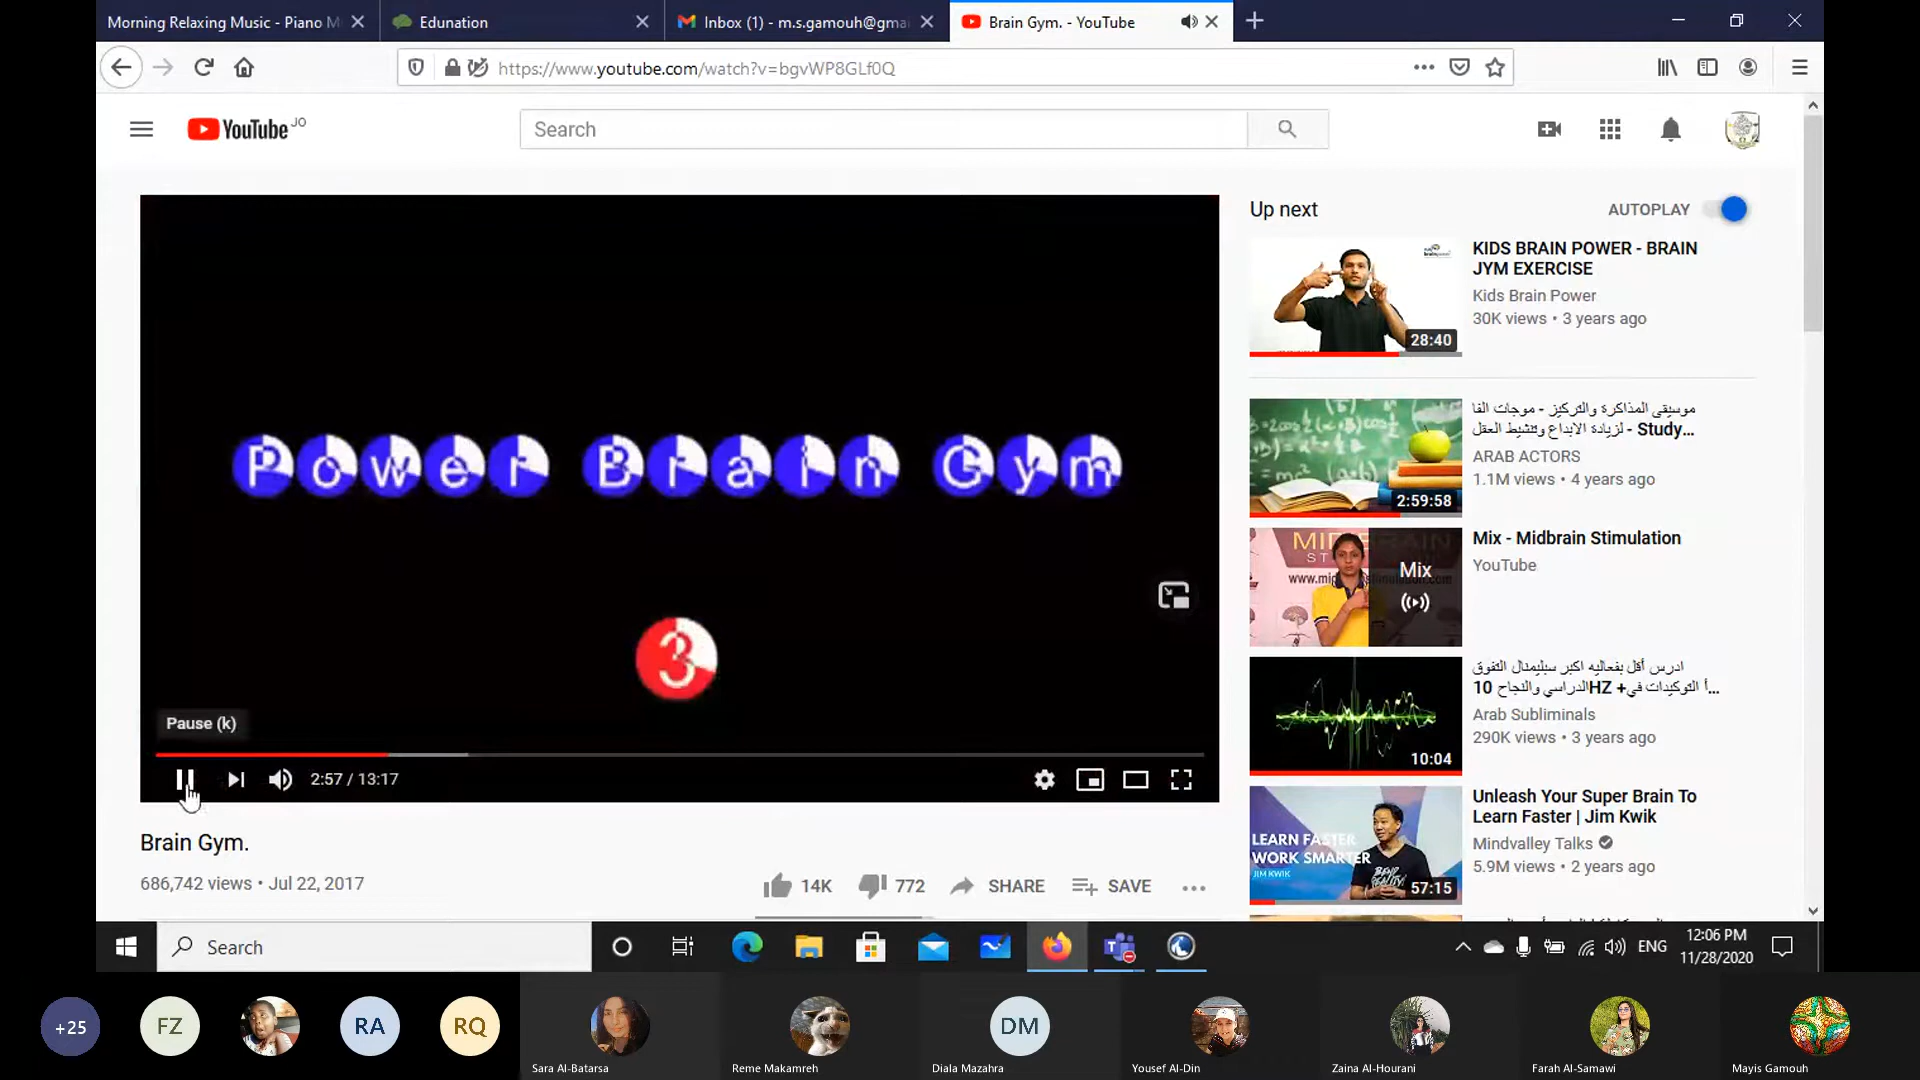 Morning Relaxing Music - Piano M
Edunation
Inbox (1) - m.s.gamouh@gmai
Brain Gym. - YouTube
https://www.youtube.com/watch?v=bgvWP8GLf0Q
YouTube JO
Search
Power Brain Gym
3
Pause (k)
2:57 / 13:17
Brain Gym.
686,742 views • Jul 22, 2017
14K
772
SHARE
SAVE
Up next
AUTOPLAY
KIDS BRAIN POWER - BRAIN
JYM EXERCISE
Kids Brain Power
30K views • 3 years ago
28:40
موسيقى المذاكرة والتركيز - موجات الفا
لزيادة الابداع وتنشيط العقل - Study...
ARAB ACTORS
1.1M views • 4 years ago
2:59:58
Mix - Midbrain Stimulation
YouTube
Mix
ادرس أقل بفعاليه اكبر سبليمنال التفوق
الدراسي والنجاح 10HZ +أ التوكيدات في...
Arab Subliminals
290K views • 3 years ago
10:04
Unleash Your Super Brain To
Learn Faster | Jim Kwik
Mindvalley Talks
5.9M views • 2 years ago
LEARN FASTER
WORK SMARTER
JIM KWIK
57:15
Search
ENG
12:06 PM
11/28/2020
+25
FZ
RA
RQ
DM
Sara Al-Batarsa
Reme Makamreh
Diala Mazahra
Yousef Al-Din
Zaina Al-Hourani
Farah Al-Samawi
Mayis Gamouh